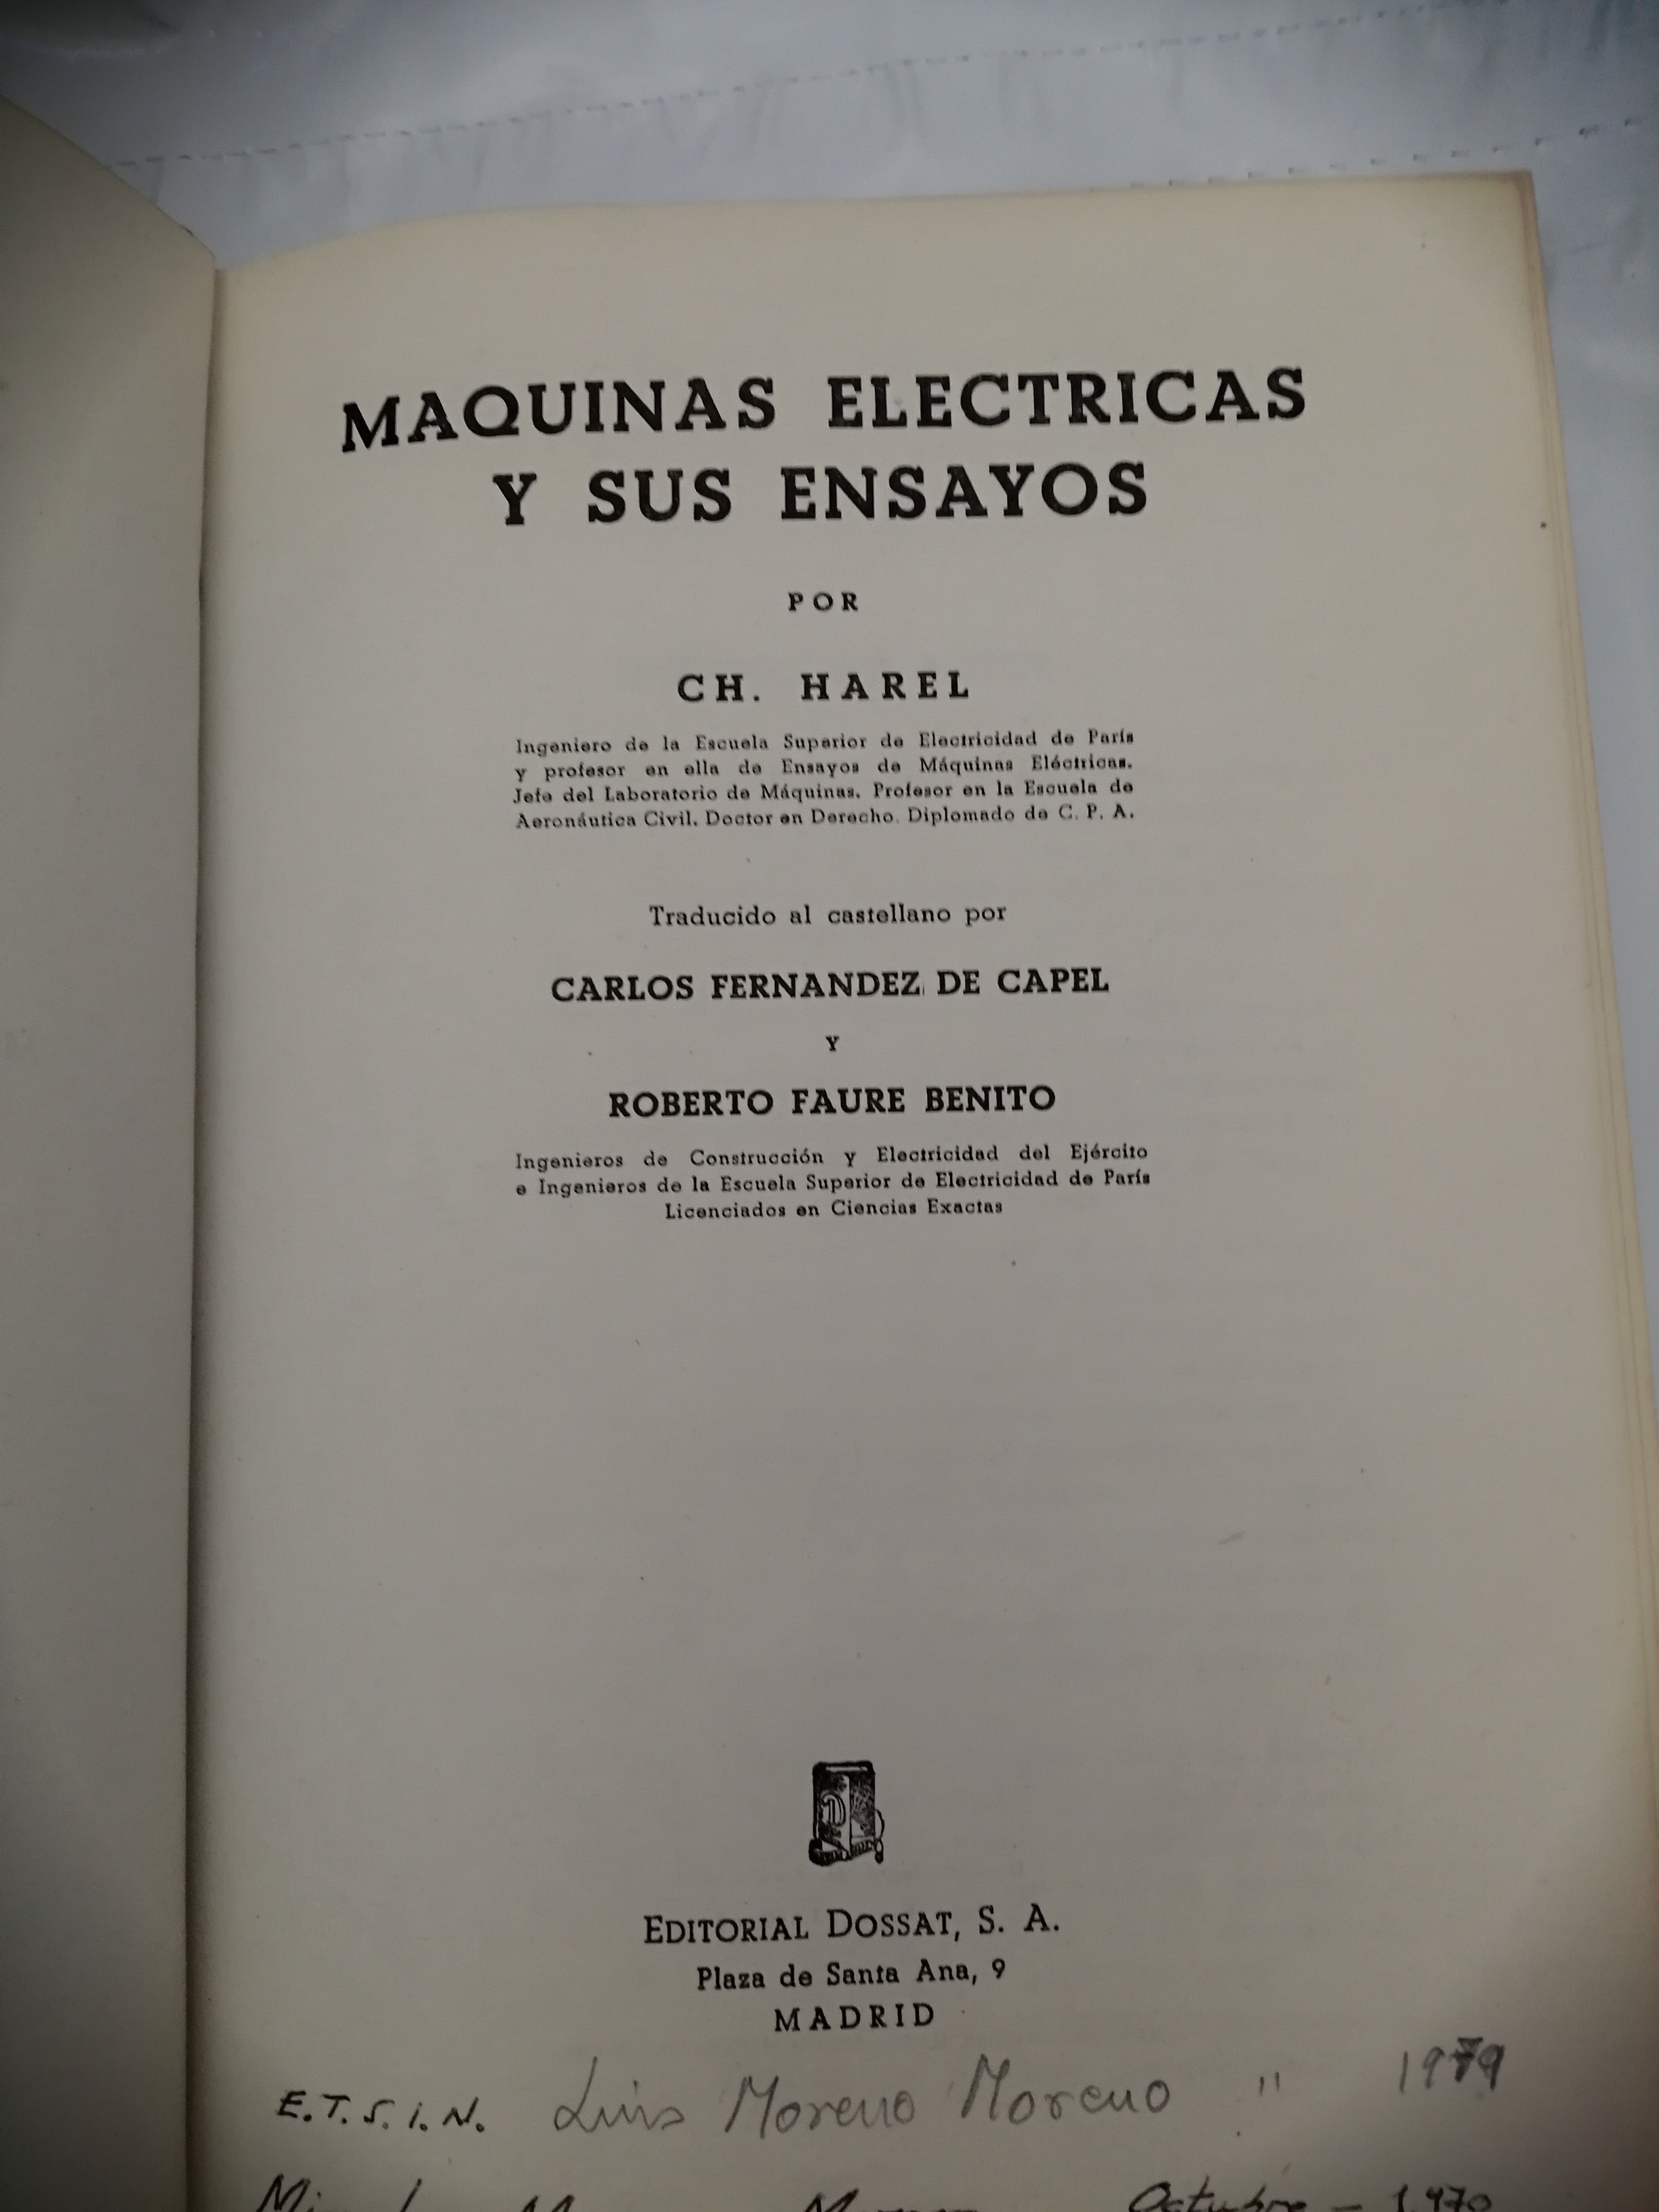 MAQUINAS ELECTRICAS
Y SUS ENSAYOS
POR
CH. HAREL
Ingeniero de la Escuela Superior de Electricidad de París
y profesor en ella de Ensayos de Máquinas Eléctricas.
Jefe del Laboratorio de Máquinas. Profesor en la Escuela de
Aeronáutica Civil. Doctor en Derecho. Diplomado de C. P. A.
Traducido al castellano por
CARLOS FERNANDEZ DE CAPEL
Y
ROBERTO FAURE BENITO
Ingenieros de Construcción y Electricidad del Ejército
e Ingenieros de la Escuela Superior de Electricidad de París
Licenciados en Ciencias Exactas
EDITORIAL DOSSAT, S. A.
Plaza de Santa Ana, 9
MADRID
E.T.S.I.N. Luis Moreno Moreno " 1979
Octubre - 1.970